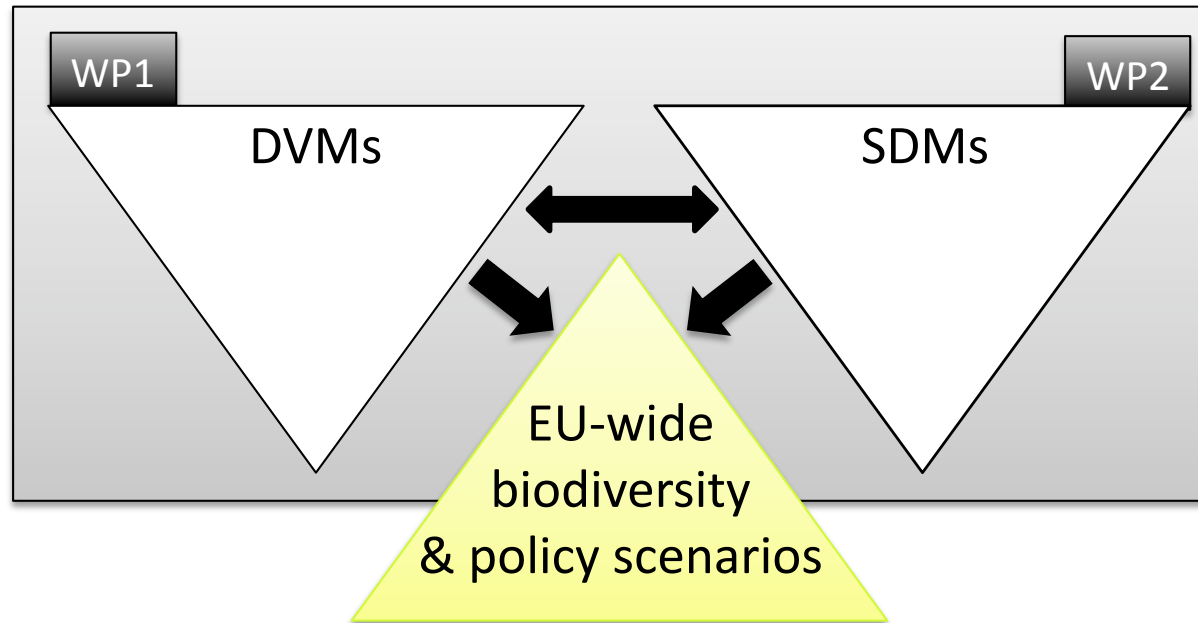 WP1
WP2
DVMs
SDMs
EU-wide
biodiversity
& policy scenarios